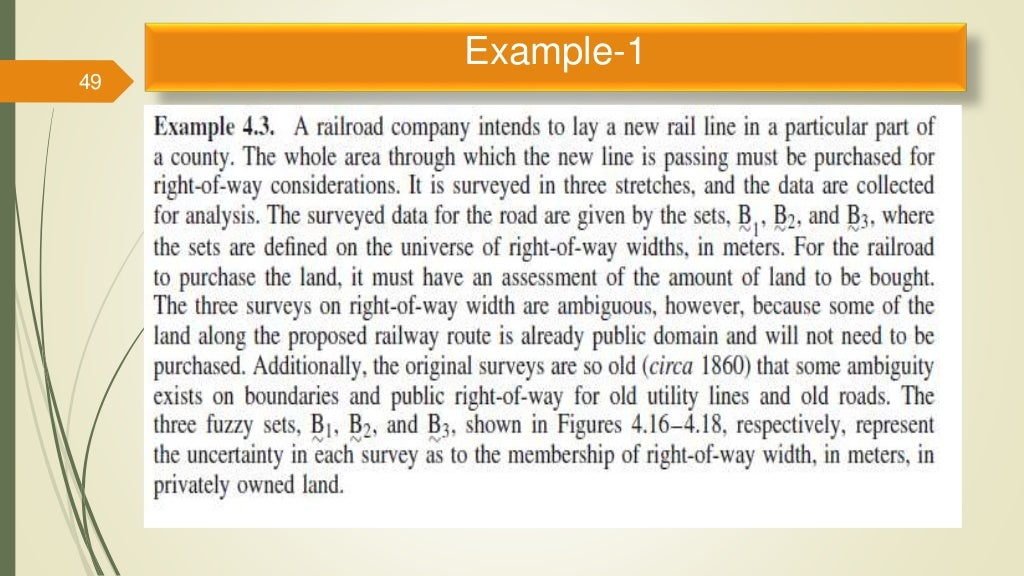 Example-1
49
Example 4.3. A railroad company intends to lay a new rail line in a particular part of
a county. The whole area through which the new line is passing must be purchased for
right-of-way considerations. It is surveyed in three stretches, and the data are collected
for analysis. The surveyed data for the road are given by the sets, B̰₁, B̰₂, and B̰₃, where
the sets are defined on the universe of right-of-way widths, in meters. For the railroad
to purchase the land, it must have an assessment of the amount of land to be bought.
The three surveys on right-of-way width are ambiguous, however, because some of the
land along the proposed railway route is already public domain and will not need to be
purchased. Additionally, the original surveys are so old (circa 1860) that some ambiguity
exists on boundaries and public right-of-way for old utility lines and old roads. The
three fuzzy sets, B̰₁, B̰₂, and B̰₃, shown in Figures 4.16–4.18, respectively, represent
the uncertainty in each survey as to the membership of right-of-way width, in meters, in
privately owned land.